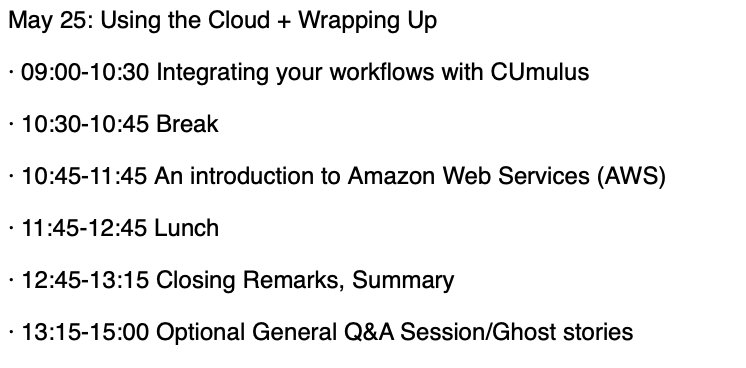 May 25: Using the Cloud + Wrapping Up
· 09:00-10:30 Integrating your workflows with CUmulus
· 10:30-10:45 Break
· 10:45-11:45 An introduction to Amazon Web Services (AWS)
· 11:45-12:45 Lunch
· 12:45-13:15 Closing Remarks, Summary
· 13:15-15:00 Optional General Q&A Session/Ghost stories